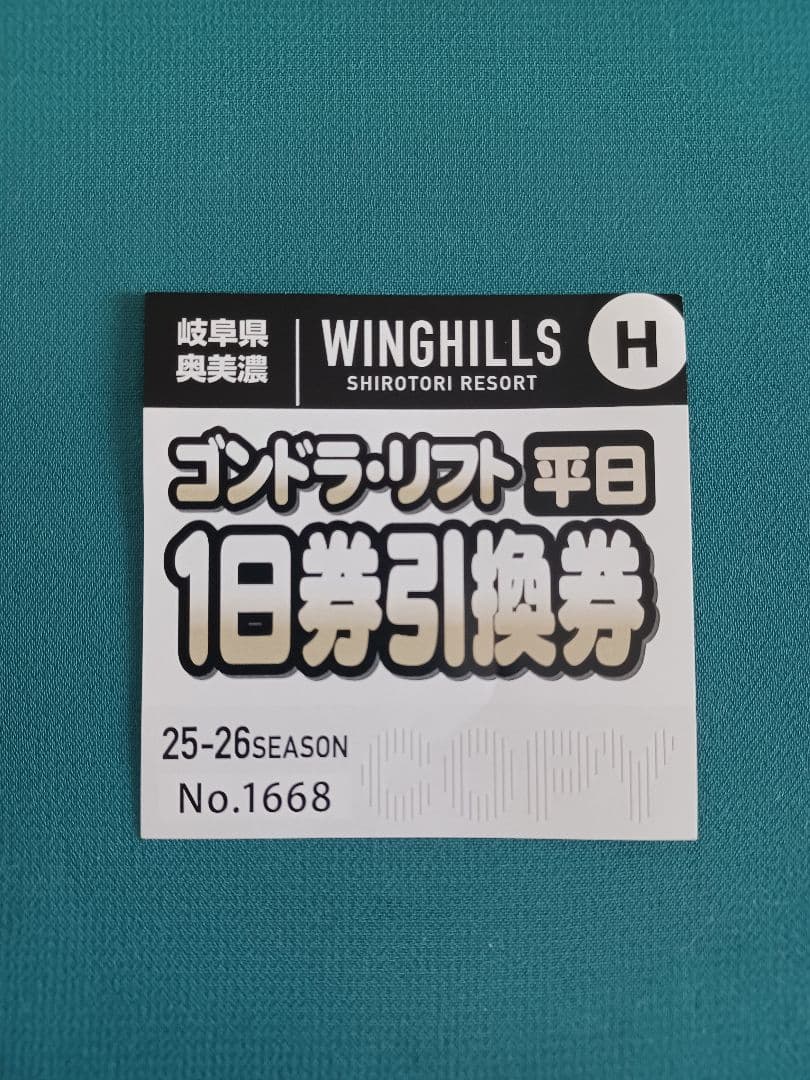 岐阜県
奥美濃
WINGHILLS
SHIROTORI RESORT
H
ゴンドラ・リフト 平日
1日券引換券
25-26SEASON
No.1668
COPY